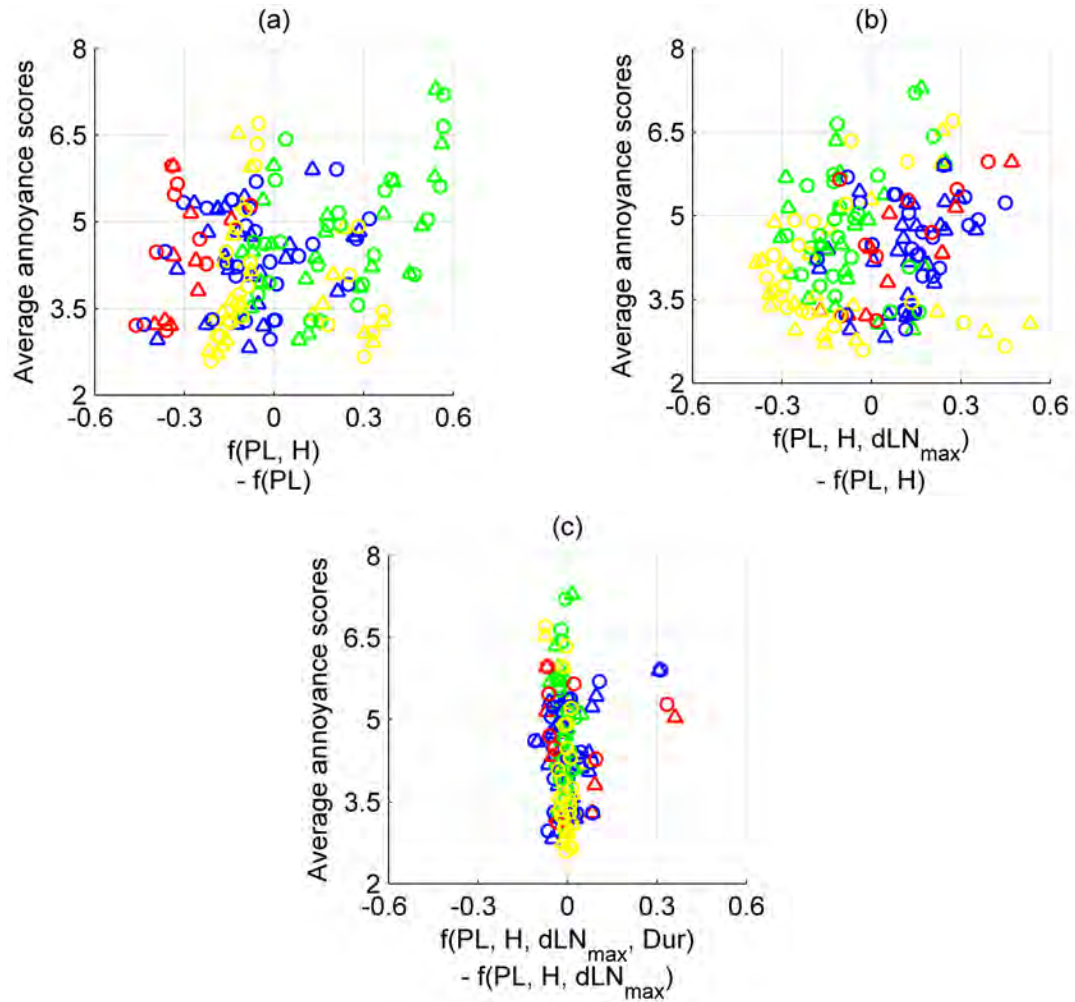 (a)
8
6.5
5
3.5
2
Average annoyance scores
-0.6
-0.3
0
0.3
0.6
f(PL, H)
- f(PL)
(b)
8
6.5
5
3.5
2
Average annoyance scores
-0.6
-0.3
0
0.3
0.6
f(PL, H, dLN_max)
- f(PL, H)
(c)
8
6.5
5
3.5
2
Average annoyance scores
-0.6
-0.3
0
0.3
0.6
f(PL, H, dLN_max, Dur)
- f(PL, H, dLN_max)